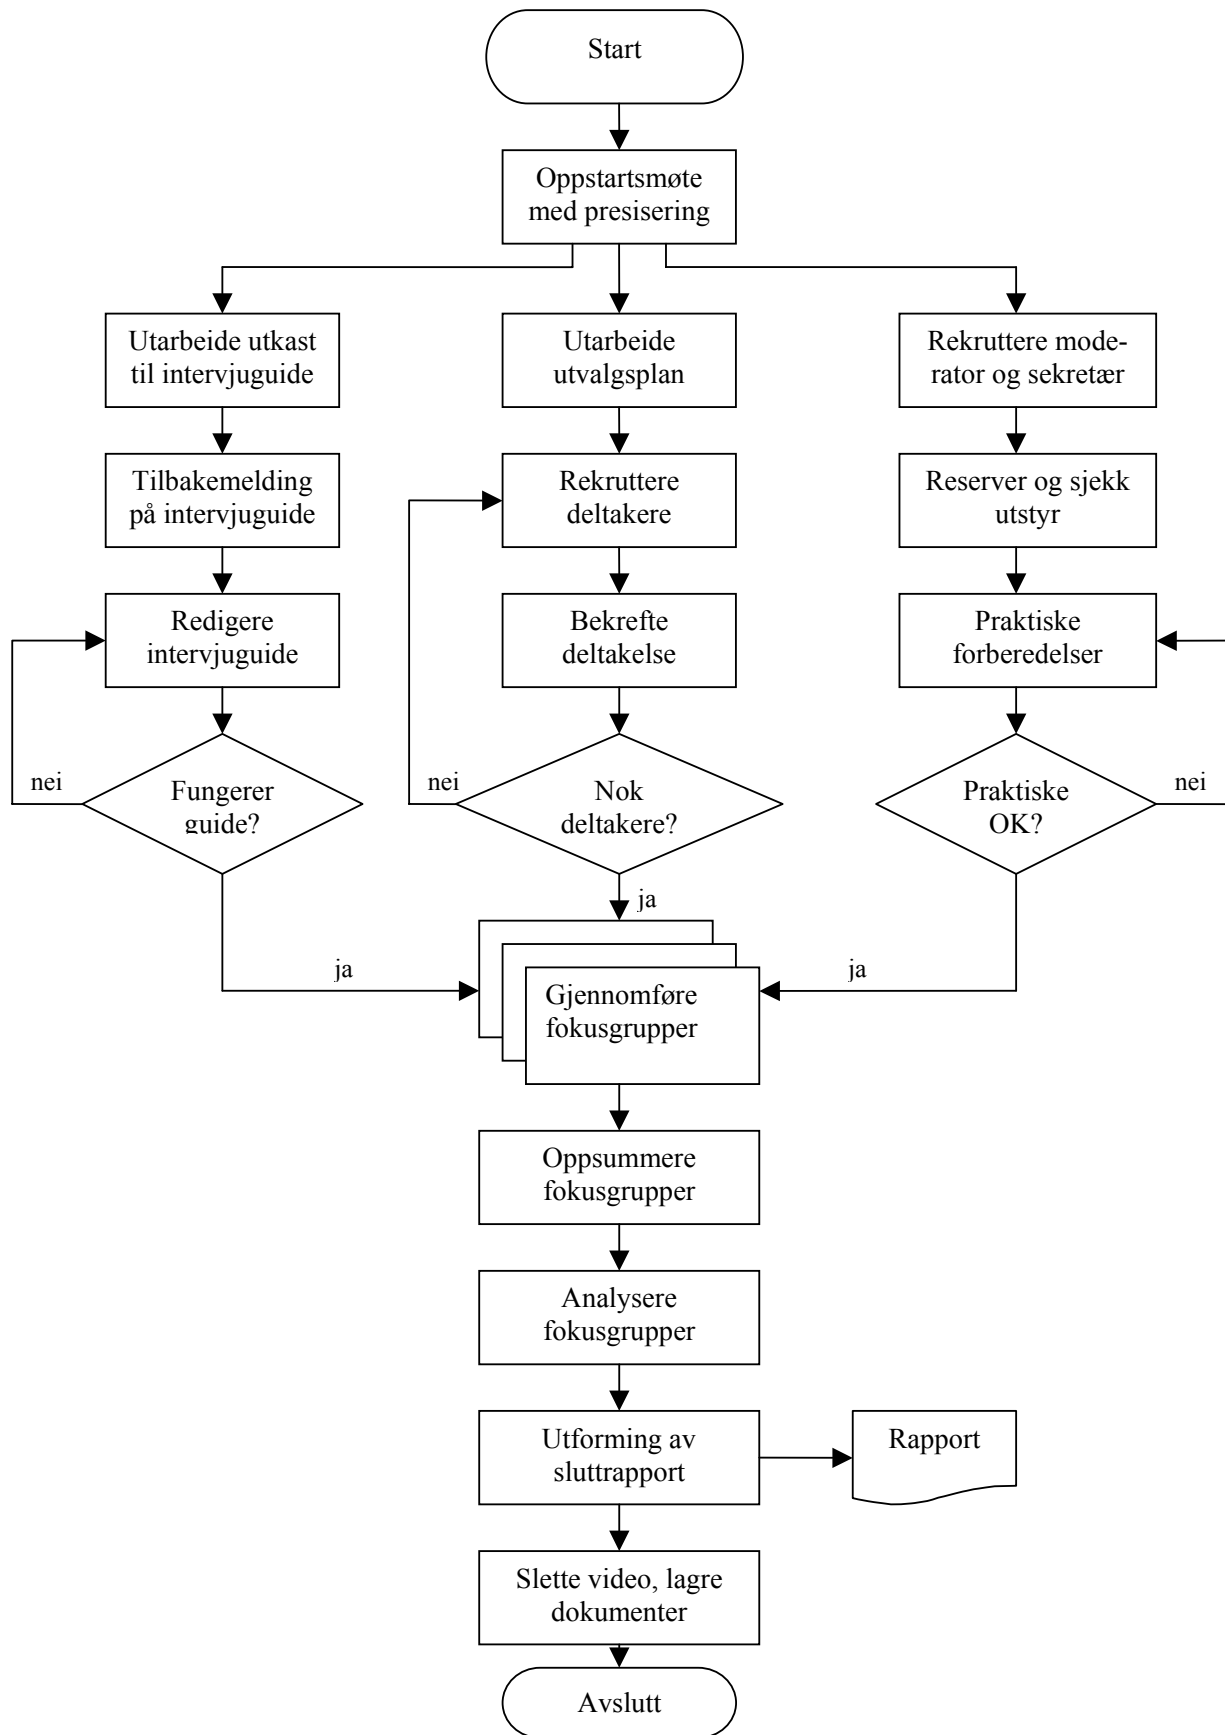 Start
Oppstartsmøte
med presisering
Utarbeide utkast
til intervjuguide
Utarbeide
utvalgsplan
Rekruttere mode-
rator og sekretær
Tilbakemelding
på intervjuguide
Rekruttere
deltakere
Reserver og sjekk
utstyr
Redigere
intervjuguide
Bekrefte
deltakelse
Praktiske
forberedelser
nei
Fungerer
guide?
nei
Nok
deltakere?
Praktiske
OK?
nei
ja
ja
ja
Gjennomføre
fokusgrupper
Oppsummere
fokusgrupper
Analysere
fokusgrupper
Utforming av
sluttrapport
Rapport
Slette video, lagre
dokumenter
Avslutt